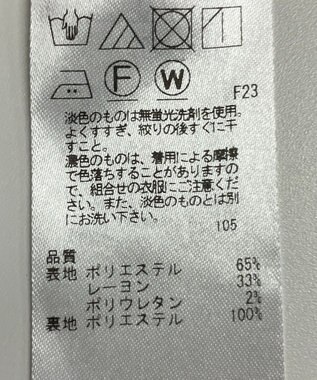 F
W
F23
淡色のものは無蛍光洗剤を使用。
よくすすぎ、絞りの後すぐに干
すこと。
濃色のものは、着用による摩擦
で色落ちすることがありますの
で、組合せの衣服にご注意くだ
さい。また、淡色のものとは別
にお洗い下さい。
105
品質
表地 ポリエステル 65%
レーヨン 33%
ポリウレタン 2%
裏地 ポリエステル 100%